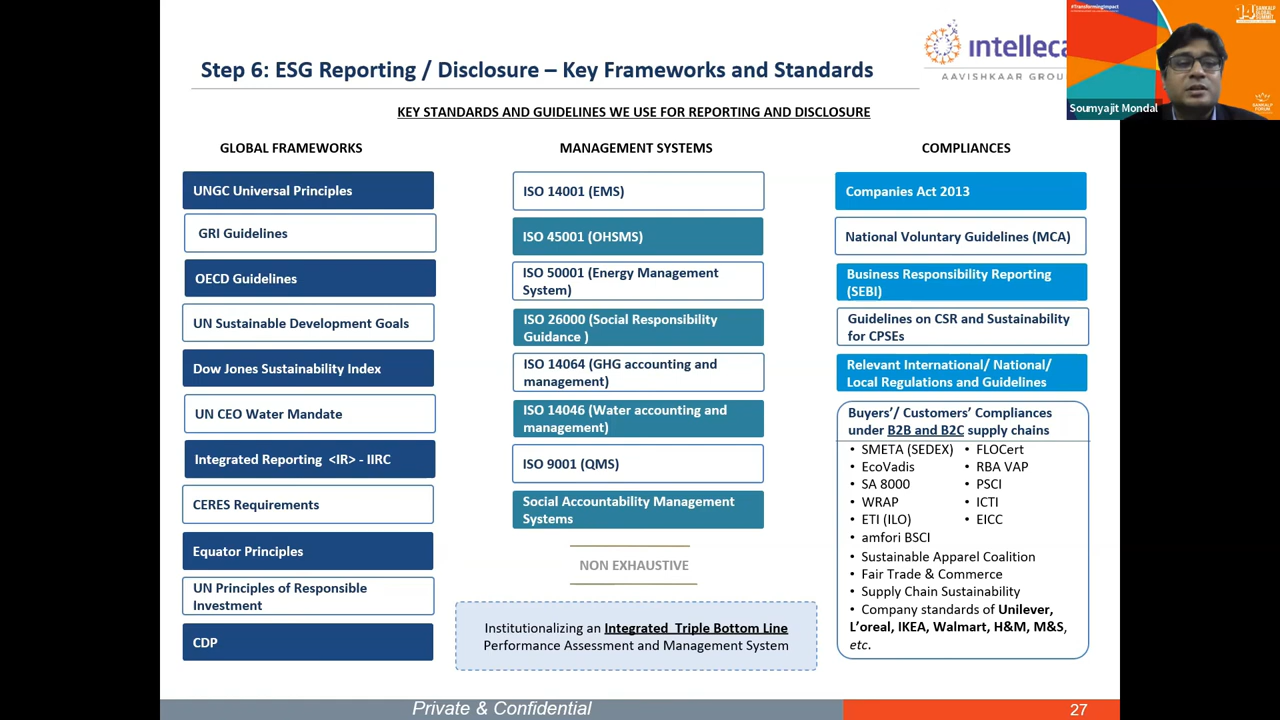 Step 6: ESG Reporting / Disclosure – Key Frameworks and Standards
intelleca
AAVISHKAAR GROU
#TransformingImpact
SANKALP
GLOBAL
SUMMIT
Soumyajit Mondal
SANKALP
FORUM
KEY STANDARDS AND GUIDELINES WE USE FOR REPORTING AND DISCLOSURE
GLOBAL FRAMEWORKS
UNGC Universal Principles
GRI Guidelines
OECD Guidelines
UN Sustainable Development Goals
Dow Jones Sustainability Index
UN CEO Water Mandate
Integrated Reporting <IR> - IIRC
CERES Requirements
Equator Principles
UN Principles of Responsible
Investment
CDP
MANAGEMENT SYSTEMS
ISO 14001 (EMS)
ISO 45001 (OHSMS)
ISO 50001 (Energy Management
System)
ISO 26000 (Social Responsibility
Guidance )
ISO 14064 (GHG accounting and
management)
ISO 14046 (Water accounting and
management)
ISO 9001 (QMS)
Social Accountability Management
Systems
NON EXHAUSTIVE
Institutionalizing an Integrated Triple Bottom Line
Performance Assessment and Management System
COMPLIANCES
Companies Act 2013
National Voluntary Guidelines (MCA)
Business Responsibility Reporting
(SEBI)
Guidelines on CSR and Sustainability
for CPSEs
Relevant International/ National/
Local Regulations and Guidelines
Buyers’/ Customers’ Compliances
under B2B and B2C supply chains
• SMETA (SEDEX)
• EcoVadis
• SA 8000
• WRAP
• ETI (ILO)
• amfori BSCI
• FLOCert
• RBA VAP
• PSCI
• ICTI
• EICC
• Sustainable Apparel Coalition
• Fair Trade & Commerce
• Supply Chain Sustainability
• Company standards of Unilever,
L’oreal, IKEA, Walmart, H&M, M&S,
etc.
Private & Confidential
27